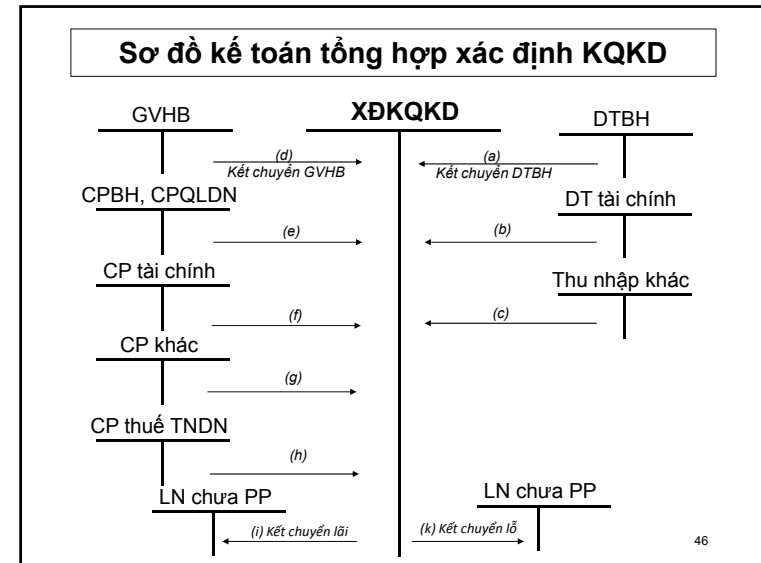 Sơ đồ kế toán tổng hợp xác định KQKD
GVHB
XĐKQKD
DTBH
(d)
Kết chuyển GVHB
(a)
Kết chuyển DTBH
CPBH, CPQLDN
DT tài chính
(e)
(b)
CP tài chính
Thu nhập khác
(f)
(c)
CP khác
(g)
CP thuế TNDN
(h)
LN chưa PP
LN chưa PP
(i) Kết chuyển lãi
(k) Kết chuyển lỗ
46